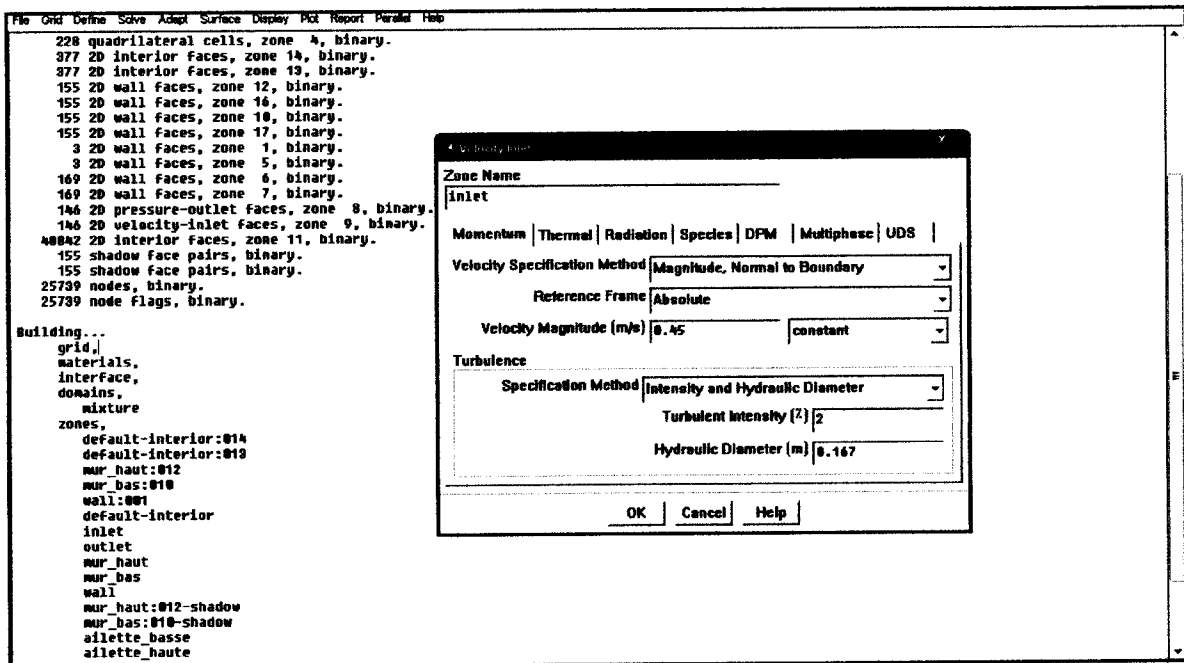 File Grid Define Solve Adapt Surface Display Plot Report Parallel Help
228 quadrilateral cells, zone 4, binary.
377 2D interior faces, zone 14, binary.
377 2D interior faces, zone 13, binary.
155 2D wall faces, zone 12, binary.
155 2D wall faces, zone 16, binary.
155 2D wall faces, zone 10, binary.
155 2D wall faces, zone 17, binary.
3 2D wall faces, zone 1, binary.
3 2D wall faces, zone 5, binary.
169 2D wall faces, zone 6, binary.
169 2D wall faces, zone 7, binary.
146 2D pressure-outlet faces, zone 8, binary.
146 2D velocity-inlet faces, zone 9, binary.
40842 2D interior faces, zone 11, binary.
155 shadow face pairs, binary.
155 shadow face pairs, binary.
25739 nodes, binary.
25739 node flags, binary.
Building...
grid,
materials,
interface,
domains,
mixture
zones,
default-interior:014
default-interior:013
mur_haut:012
mur_bas:010
wall:001
default-interior
inlet
outlet
mur_haut
mur_bas
wall
mur_haut:012-shadow
mur_bas:010-shadow
ailette_basse
ailette_haute
Velocity Inlet
Zone Name
inlet
Momentum Thermal Radiation Species DPM Multiphase UDS
Velocity Specification Method Magnitude, Normal to Boundary
Reference Frame Absolute
Velocity Magnitude (m/s) 0.45 constant
Turbulence
Specification Method Intensity and Hydraulic Diameter
Turbulent Intensity (%) 2
Hydraulic Diameter (m) 0.167
OK Cancel Help